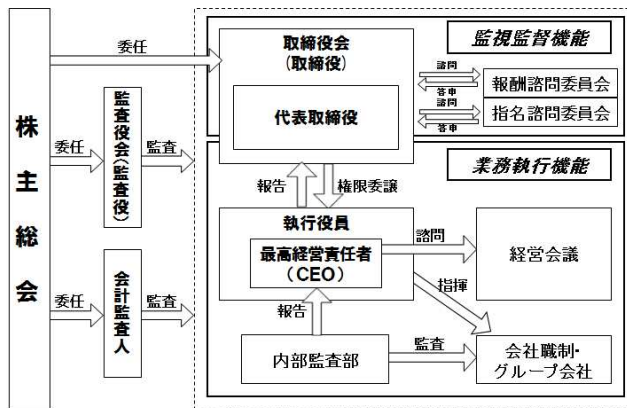 株主総会
委任
委任
委任
監査役会(監査役)
会計監査人
監査
監査
取締役会
(取締役)
代表取締役
監視監督機能
諮問
答申
諮問
答申
報酬諮問委員会
指名諮問委員会
報告
権限委譲
業務執行機能
執行役員
最高経営責任者
(CEO)
諮問
経営会議
指揮
報告
内部監査部
監査
会社職制・
グループ会社